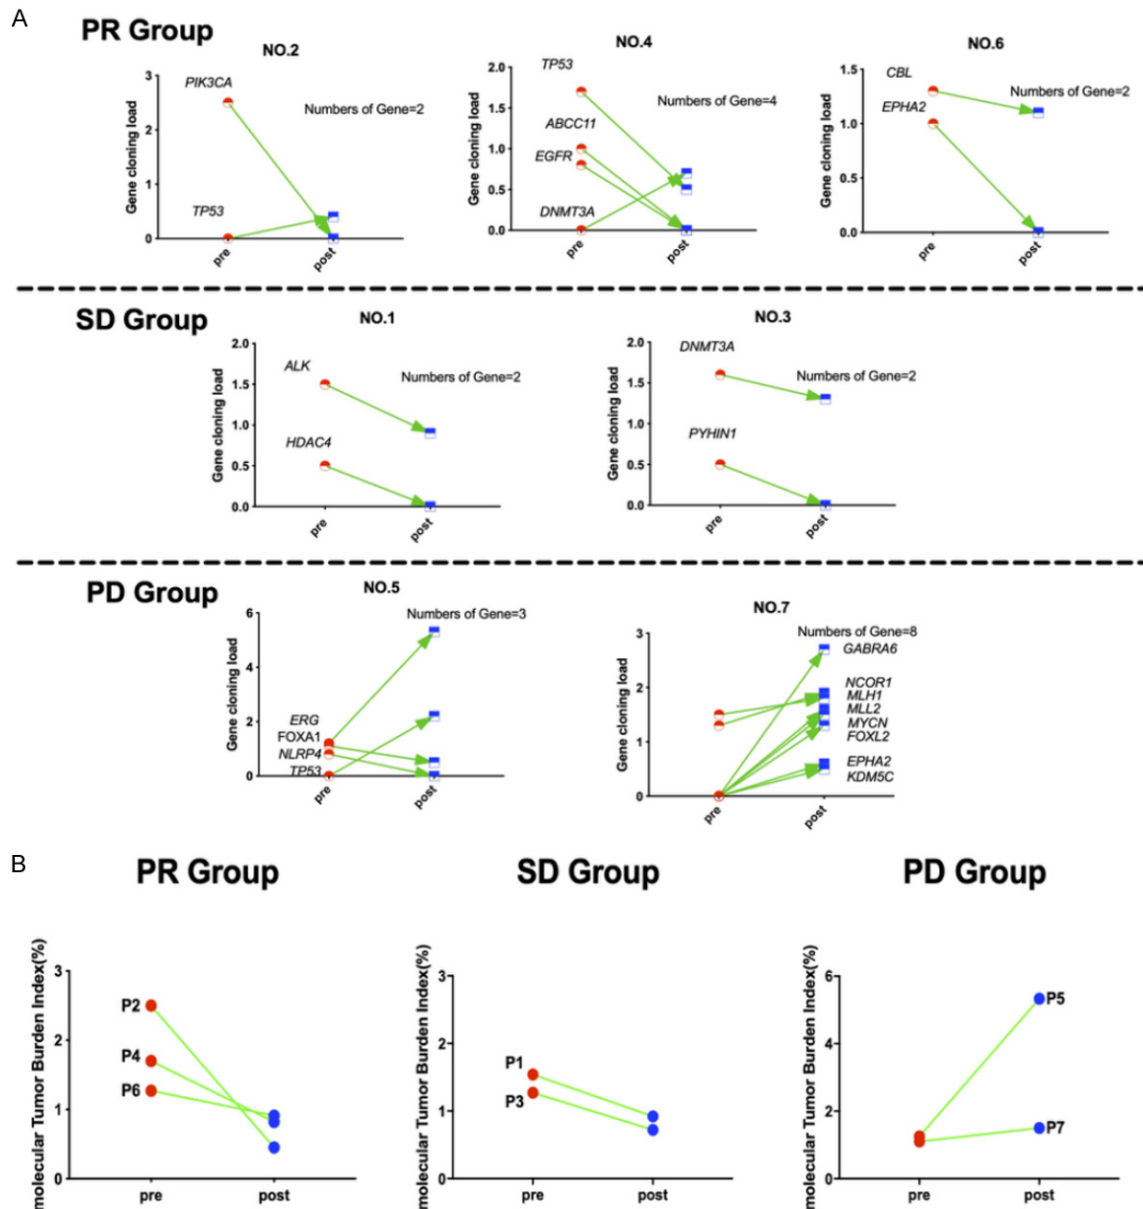 A
PR Group
NO.2
Gene cloning load
3
2
1
0
PIK3CA
TP53
Numbers of Gene=2
pre
post
NO.4
Gene cloning load
2.0
1.5
1.0
0.5
0.0
TP53
ABCC11
EGFR
DNMT3A
Numbers of Gene=4
pre
post
NO.6
Gene cloning load
1.5
1.0
0.5
0.0
CBL
EPHA2
Numbers of Gene=2
pre
post
SD Group
NO.1
Gene cloning load
2.0
1.5
1.0
0.5
0.0
ALK
HDAC4
Numbers of Gene=2
pre
post
NO.3
Gene cloning load
2.0
1.5
1.0
0.5
0.0
DNMT3A
PYHIN1
Numbers of Gene=2
pre
post
PD Group
NO.5
Gene cloning load
6
4
2
0
ERG
FOXA1
NLRP4
TP53
Numbers of Gene=3
pre
post
NO.7
Gene cloning load
3
2
1
0
Numbers of Gene=8
GABRA6
NCOR1
MLH1
MLL2
MYCN
FOXL2
EPHA2
KDM5C
pre
post
B
PR Group
molecular Tumor Burden Index(%)
3
2
1
0
P2
P4
P6
pre
post
SD Group
molecular Tumor Burden Index(%)
3
2
1
0
P1
P3
pre
post
PD Group
molecular Tumor Burden Index(%)
6
4
2
0
P5
P7
pre
post